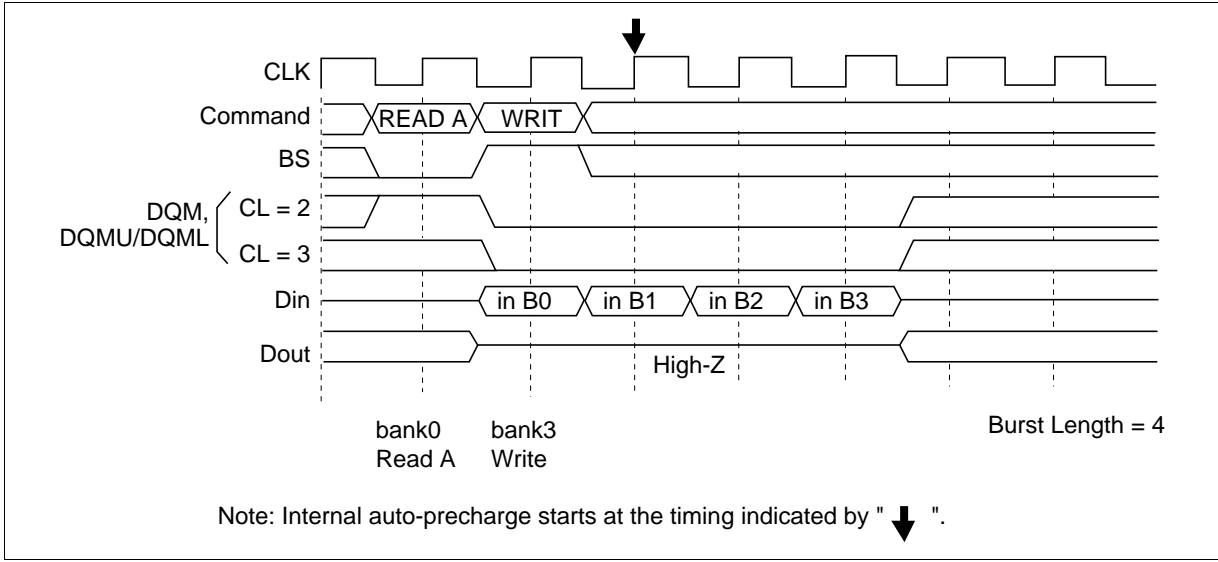 CLK
Command READ A WRIT
BS
DQM, DQMU/DQML
CL = 2
CL = 3
Din in B0 in B1 in B2 in B3
Dout High-Z
bank0 Read A
bank3 Write
Burst Length = 4
Note: Internal auto-precharge starts at the timing indicated by " ".